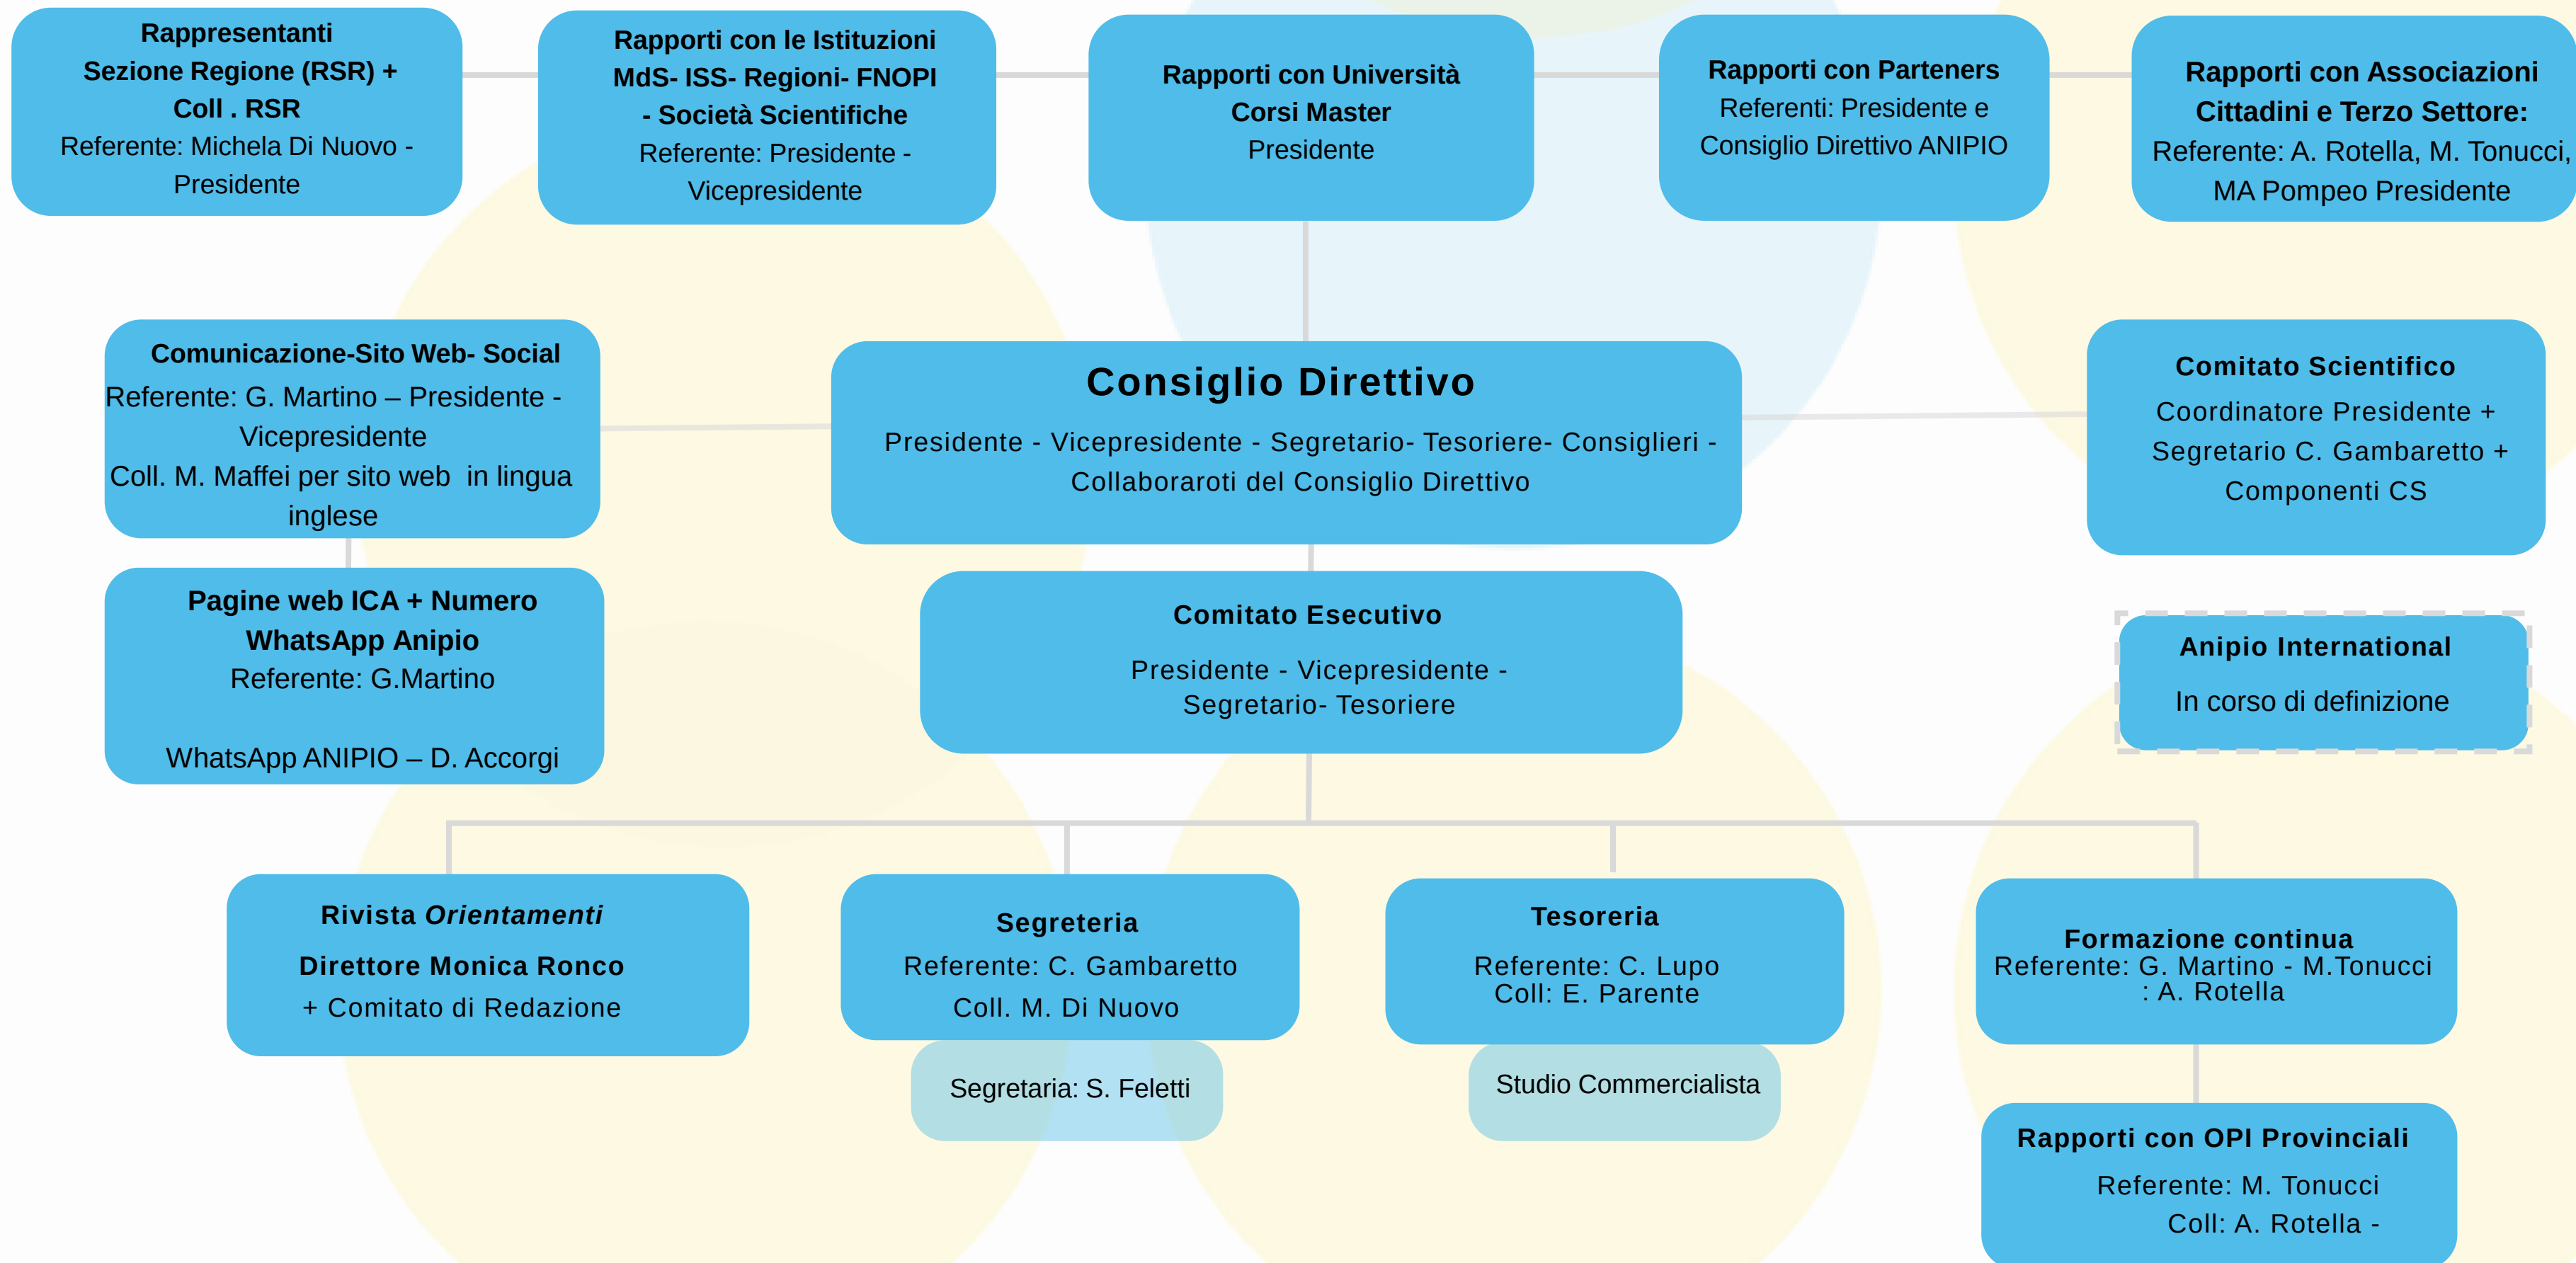 Rappresentanti
Sezione Regione (RSR) +
Coll . RSR
Referente: Michela Di Nuovo -
Presidente
Rapporti con le Istituzioni
MdS- ISS- Regioni- FNOPI
- Società Scientifiche
Referente: Presidente -
Vicepresidente
Rapporti con Università
Corsi Master
Presidente
Rapporti con Parteners
Referenti: Presidente e
Consiglio Direttivo ANIPIO
Rapporti con Associazioni
Cittadini e Terzo Settore:
Referente: A. Rotella, M. Tonucci,
MA Pompeo Presidente
Comunicazione-Sito Web- Social
Referente: G. Martino – Presidente -
Vicepresidente
Coll. M. Maffei per sito web in lingua
inglese
Consiglio Direttivo
Presidente - Vicepresidente - Segretario- Tesoriere- Consiglieri -
Collaboraroti del Consiglio Direttivo
Comitato Scientifico
Coordinatore Presidente +
Segretario C. Gambaretto +
Componenti CS
Pagine web ICA + Numero
WhatsApp Anipio
Referente: G.Martino
WhatsApp ANIPIO – D. Accorgi
Comitato Esecutivo
Presidente - Vicepresidente -
Segretario- Tesoriere
Anipio International
In corso di definizione
Rivista Orientamenti
Direttore Monica Ronco
+ Comitato di Redazione
Segreteria
Referente: C. Gambaretto
Coll. M. Di Nuovo
Segretaria: S. Feletti
Tesoreria
Referente: C. Lupo
Coll: E. Parente
Studio Commercialista
Formazione continua
Referente: G. Martino - M.Tonucci
: A. Rotella
Rapporti con OPI Provinciali
Referente: M. Tonucci
Coll: A. Rotella -